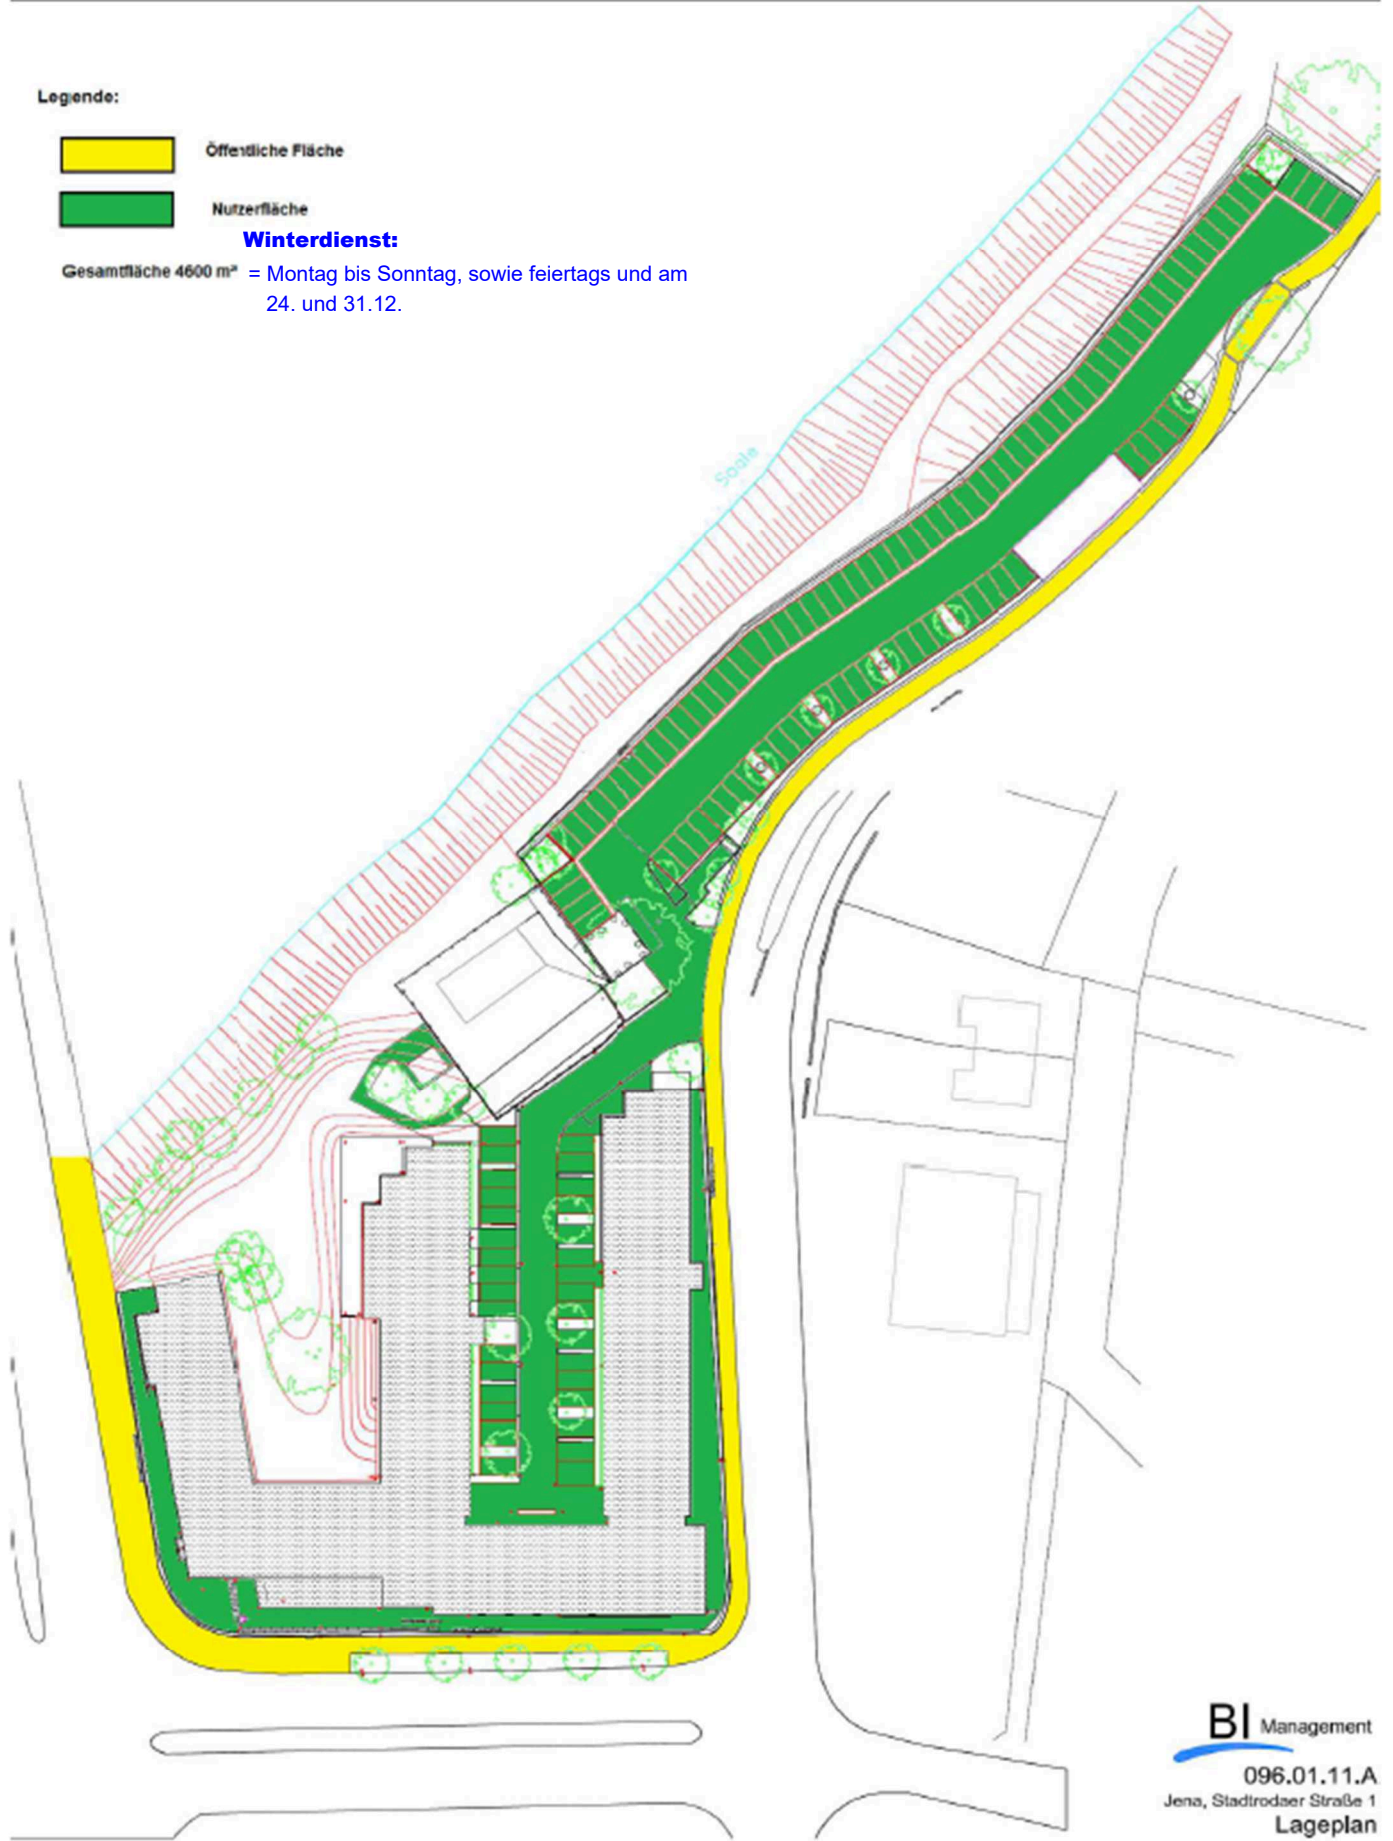 Legende:
Öffentliche Fläche
Nutzerfläche
Winterdienst:
Gesamtfläche 4600 m² = Montag bis Sonntag, sowie feiertags und am
24. und 31.12.
Saale
BI Management
096.01.11.A
Jena, Stadtrodaer Straße 1
Lageplan